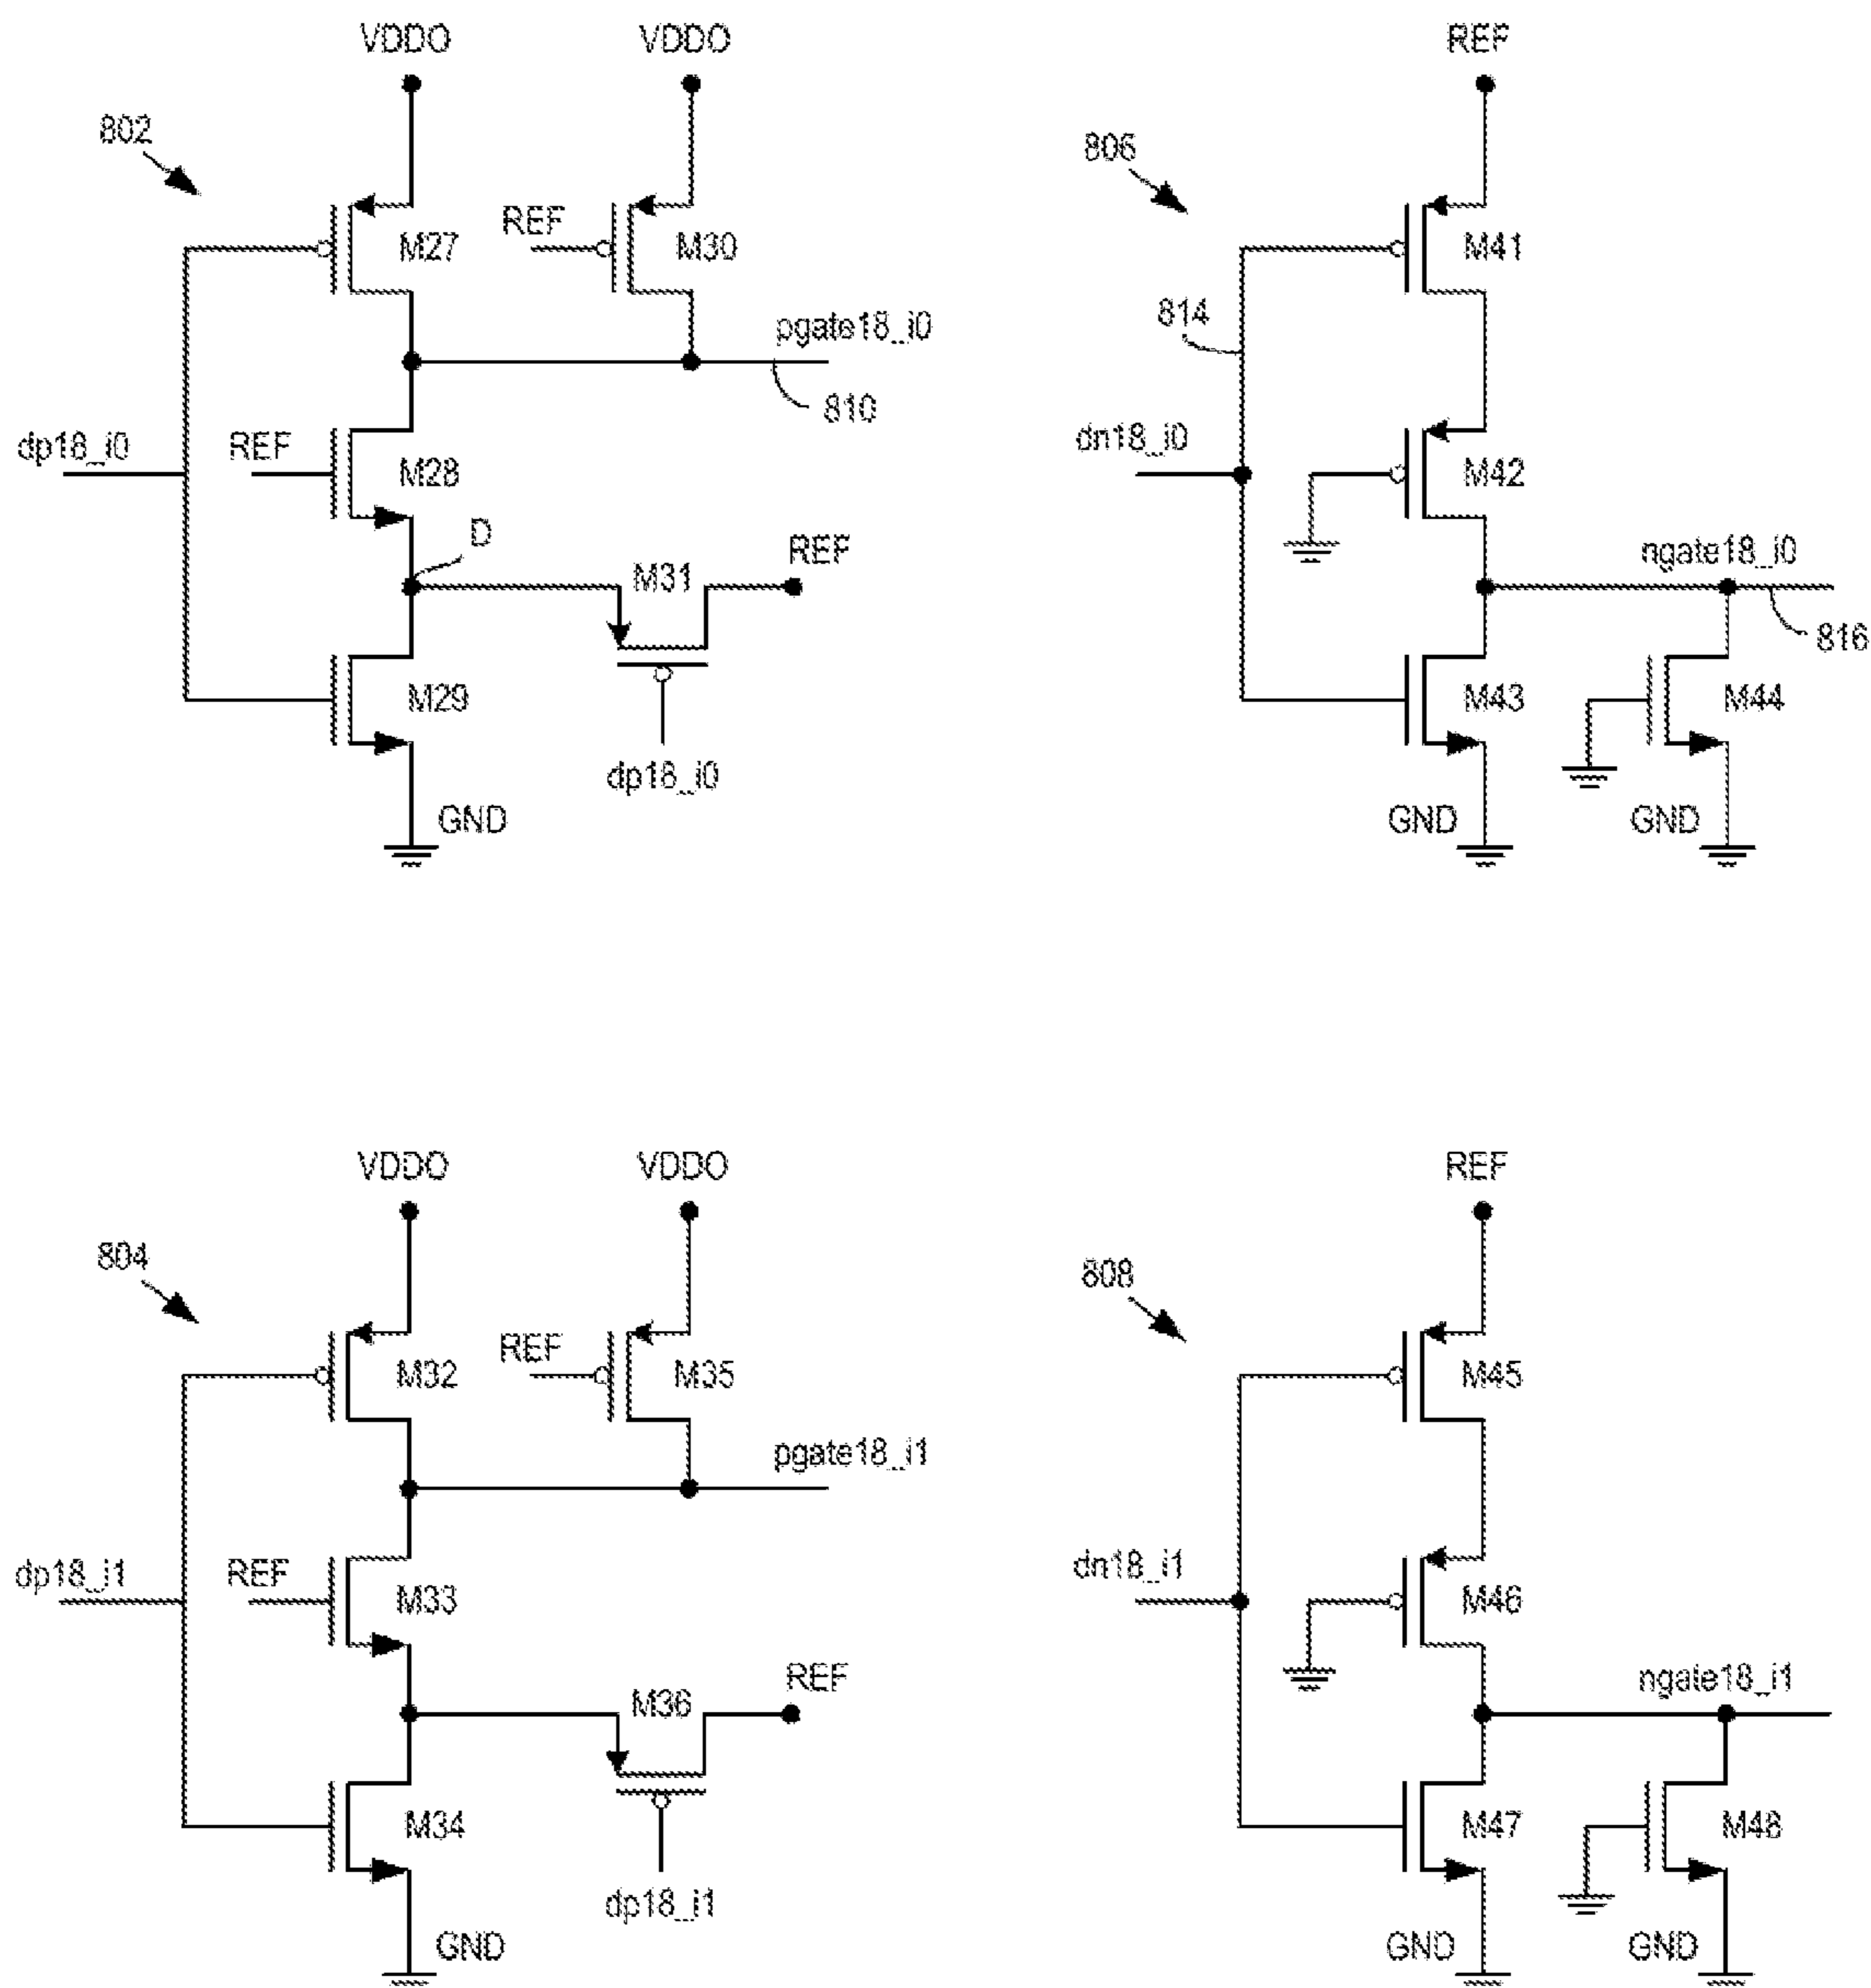 VDDO
VDDO
802
REF
M27
M30
pgate18_i0
810
dp18_i0
REF
M28
D
M31
REF
M29
dp18_i0
GND
REF
806
M41
814
dn18_i0
M42
ngate18_i0
816
M43
M44
GND
GND
VDDO
VDDO
804
REF
M32
M35
pgate18_i1
dp18_i1
REF
M33
M36
REF
M34
dp18_i1
GND
REF
808
M45
dn18_i1
M46
ngate18_i1
M47
M48
GND
GND